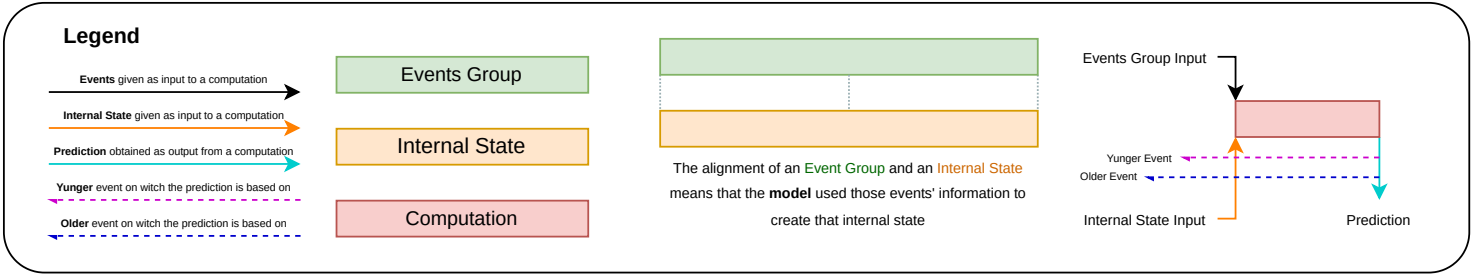 Legend
Events given as input to a computation
Internal State given as input to a computation
Prediction obtained as output from a computation
Yunger event on witch the prediction is based on
Older event on witch the prediction is based on
Events Group
Internal State
Computation
The alignment of an Event Group and an Internal State
means that the model used those events' information to
create that internal state
Events Group Input
Yunger Event
Older Event
Internal State Input
Prediction